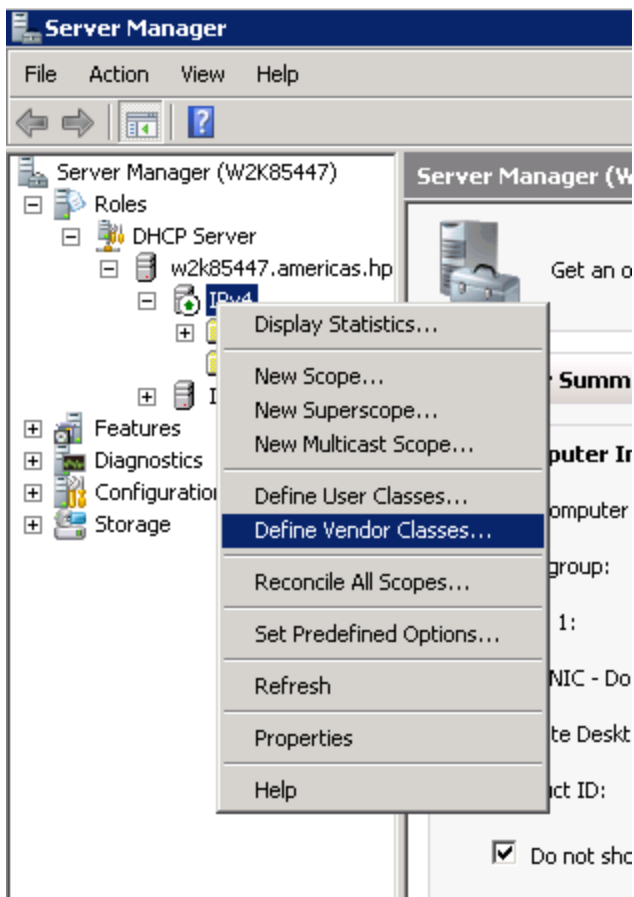 Server Manager
File Action View Help
Server Manager (W2K85447)
Roles
DHCP Server
w2k85447.americas.hp
IPv4
Features
Diagnostics
Storage
Display Statistics...
New Scope...
New Superscope...
New Multicast Scope...
Define User Classes...
Define Vendor Classes...
Reconcile All Scopes...
Set Predefined Options...
Refresh
Properties
Help
Server Manager (W
Get an o
Summ
puter In
omputer
group:
1:
NIC - Do
te Deskt
ct ID:
Do not sho